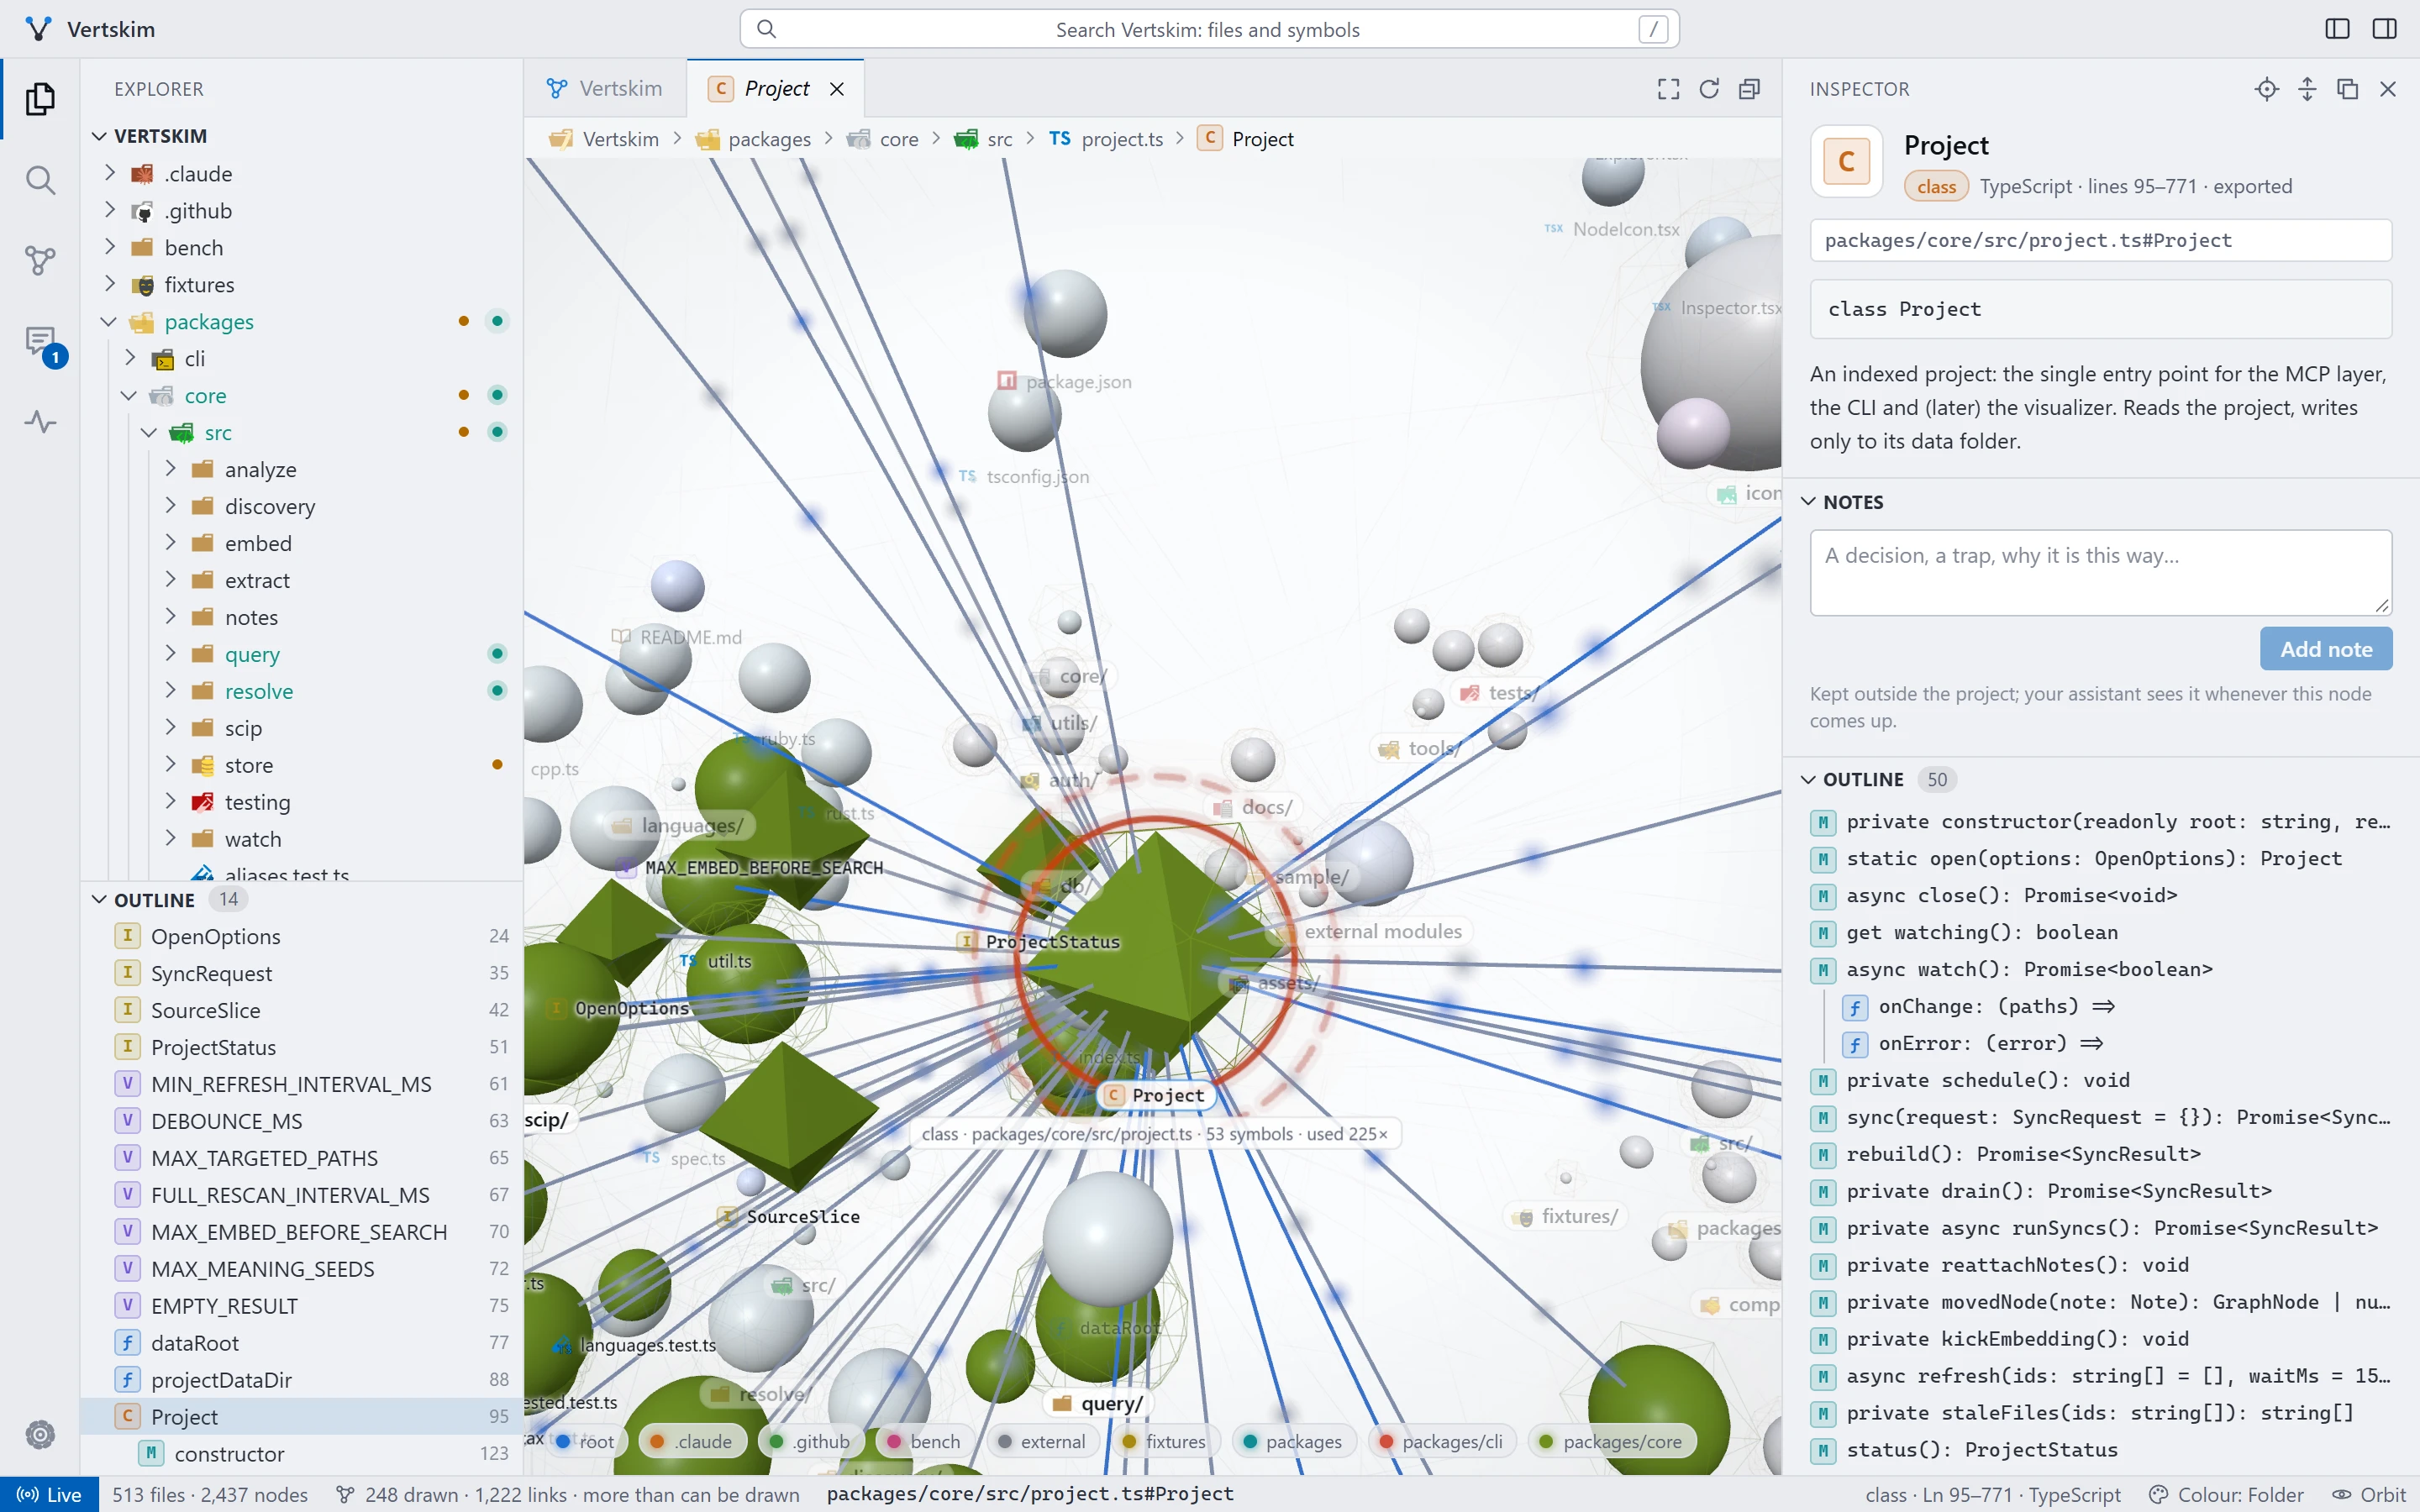 Vertskim
Search Vertskim: files and symbols
/
EXPLORER
VERTSKIM
.claude
.github
bench
fixtures
packages
cli
core
src
analyze
discovery
embed
extract
notes
query
resolve
scip
store
testing
watch
aliases.test.ts
1
OUTLINE 14
OpenOptions 24
SyncRequest 35
SourceSlice 42
ProjectStatus 51
MIN_REFRESH_INTERVAL_MS 61
DEBOUNCE_MS 63
MAX_TARGETED_PATHS 65
FULL_RESCAN_INTERVAL_MS 67
MAX_EMBED_BEFORE_SEARCH 70
MAX_MEANING_SEEDS 72
EMPTY_RESULT 75
dataRoot 77
projectDataDir 88
Project 95
constructor 123
Vertskim
Project
Vertskim > packages > core > src > TS project.ts > C Project
NodeIcon.tsx
Inspector.tsx
package.json
tsconfig.json
icon
README.md
core/
tests/
utils/
tools/
ruby.ts
cpp.ts
auth/
docs/
rust.ts
languages/
MAX_EMBED_BEFORE_SEARCH
db/
sample/
external modules
ProjectStatus
util.ts
assets/
OpenOptions
index.ts
Project
scip/
class · packages/core/src/project.ts · 53 symbols · used 225×
src/
spec.ts
SourceSlice
fixtures/
packages
src/
.ts
comp
dataRoot
languages.test.ts
resolve/
ested.test.ts
query/
root
.claude
.github
bench
external
fixtures
packages
packages/cli
packages/core
INSPECTOR
C
Project
class TypeScript · lines 95–771 · exported
packages/core/src/project.ts#Project
class Project
An indexed project: the single entry point for the MCP layer,
the CLI and (later) the visualizer. Reads the project, writes
only to its data folder.
NOTES
A decision, a trap, why it is this way...
Add note
Kept outside the project; your assistant sees it whenever this node
comes up.
OUTLINE 50
M private constructor(readonly root: string, re…
M static open(options: OpenOptions): Project
M async close(): Promise<void>
M get watching(): boolean
M async watch(): Promise<boolean>
f onChange: (paths) =>
f onError: (error) =>
M private schedule(): void
M sync(request: SyncRequest = {}): Promise<Sync…
M rebuild(): Promise<SyncResult>
M private drain(): Promise<SyncResult>
M private async runSyncs(): Promise<SyncResult>
M private reattachNotes(): void
M private movedNode(note: Note): GraphNode | nu…
M private kickEmbedding(): void
M async refresh(ids: string[] = [], waitMs = 15…
M private staleFiles(ids: string[]): string[]
M status(): ProjectStatus
Live
513 files · 2,437 nodes
248 drawn · 1,222 links · more than can be drawn
packages/core/src/project.ts#Project
class · Ln 95–771 · TypeScript
Colour: Folder
Orbit